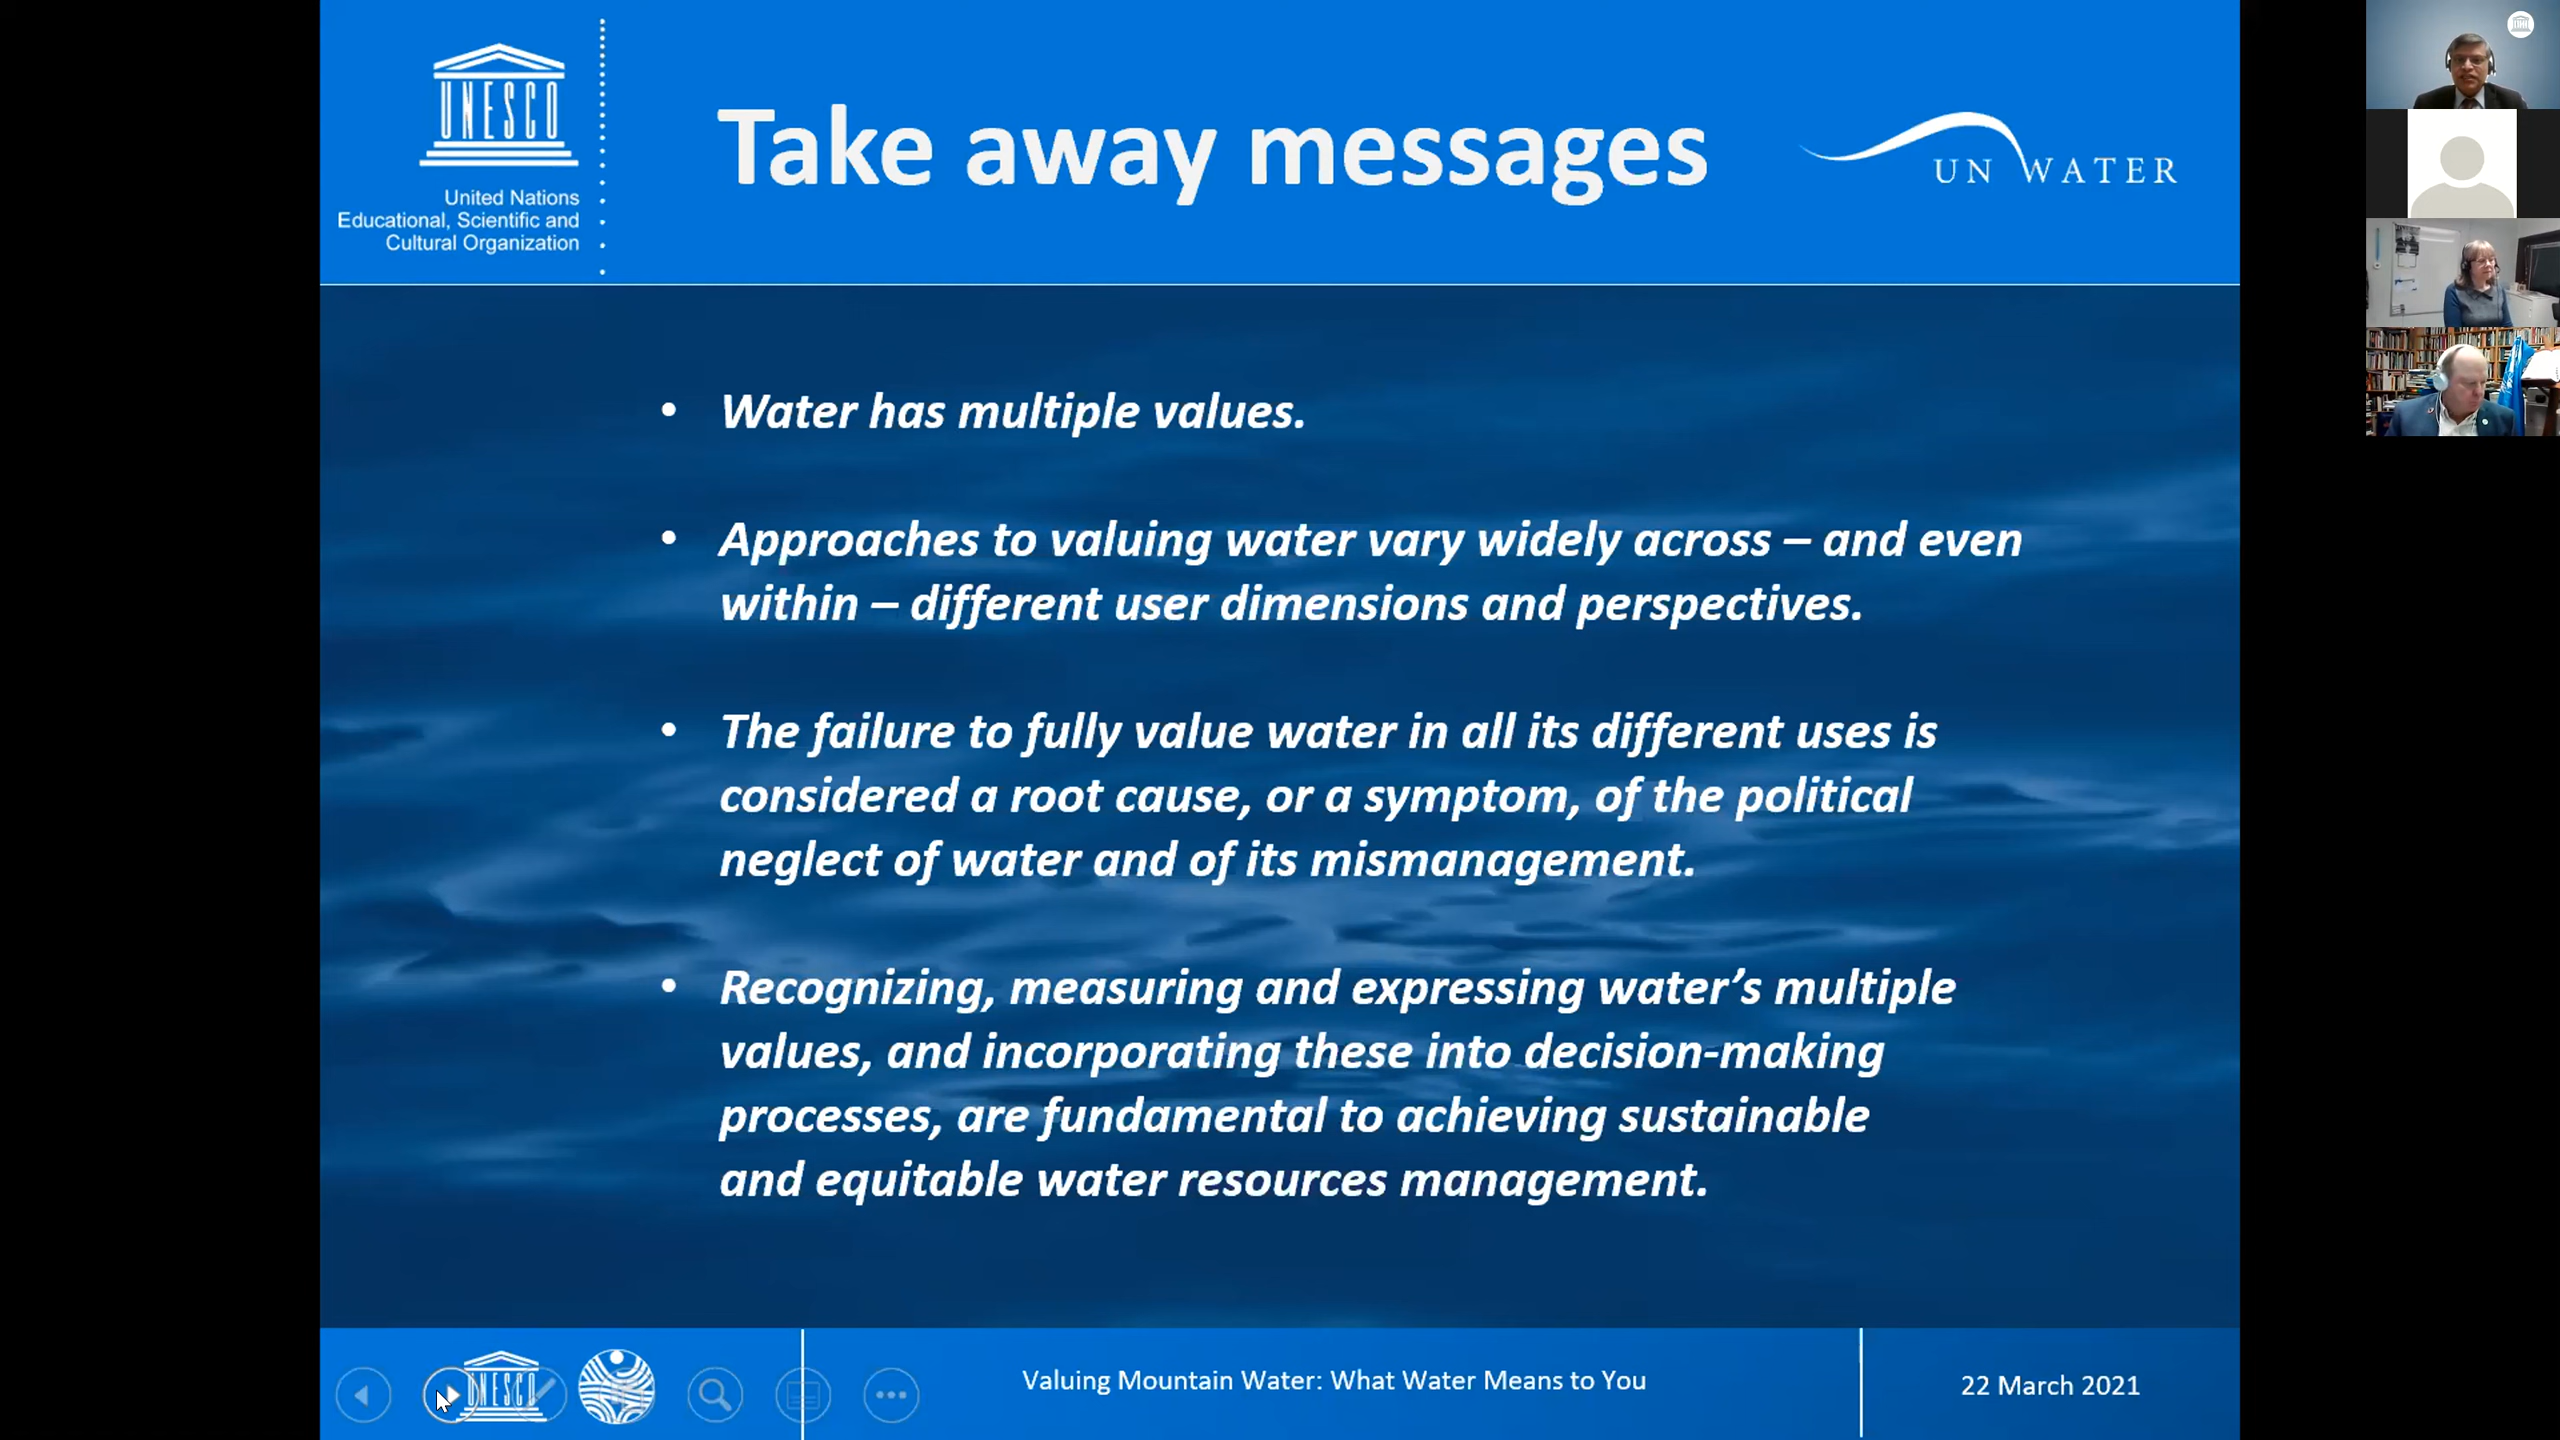 UNESCO
United Nations
Educational, Scientific and
Cultural Organization
Take away messages
UN WATER
• Water has multiple values.
• Approaches to valuing water vary widely across – and even
within – different user dimensions and perspectives.
• The failure to fully value water in all its different uses is
considered a root cause, or a symptom, of the political
neglect of water and of its mismanagement.
• Recognizing, measuring and expressing water’s multiple
values, and incorporating these into decision-making
processes, are fundamental to achieving sustainable
and equitable water resources management.
UNESCO
Valuing Mountain Water: What Water Means to You
22 March 2021